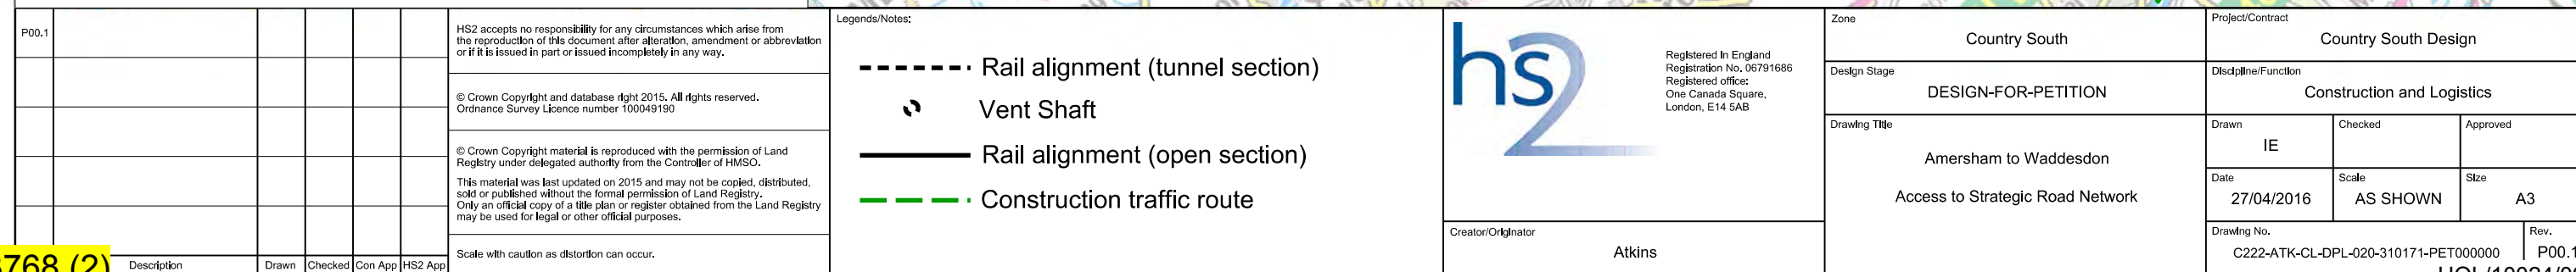 P00.1
HS2 accepts no responsibility for any circumstances which arise from
the reproduction of this document after alteration, amendment or abbreviation
or if it is issued in part or issued incompletely in any way.
© Crown Copyright and database right 2015. All rights reserved.
Ordnance Survey Licence number 100049190
© Crown Copyright material is reproduced with the permission of Land
Registry under delegated authority from the Controller of HMSO.
This material was last updated on 2015 and may not be copied, distributed,
sold or published without the formal permission of Land Registry.
Only an official copy of a title plan or register obtained from the Land Registry
may be used for legal or other official purposes.
Scale with caution as distortion can occur.
768 (2)
Description
Drawn
Checked
Con App
HS2 App
Legends/Notes:
Rail alignment (tunnel section)
Vent Shaft
Rail alignment (open section)
Construction traffic route
hs2
Registered in England
Registration No. 06791686
Registered office:
One Canada Square,
London, E14 5AB
Creator/Originator
Atkins
Zone
Country South
Design Stage
DESIGN-FOR-PETITION
Drawing Title
Amersham to Waddesdon
Access to Strategic Road Network
Project/Contract
Country South Design
Discipline/Function
Construction and Logistics
Drawn
IE
Checked
Approved
Date
27/04/2016
Scale
AS SHOWN
Size
A3
Drawing No.
C222-ATK-CL-DPL-020-310171-PET000000
Rev.
P00.1